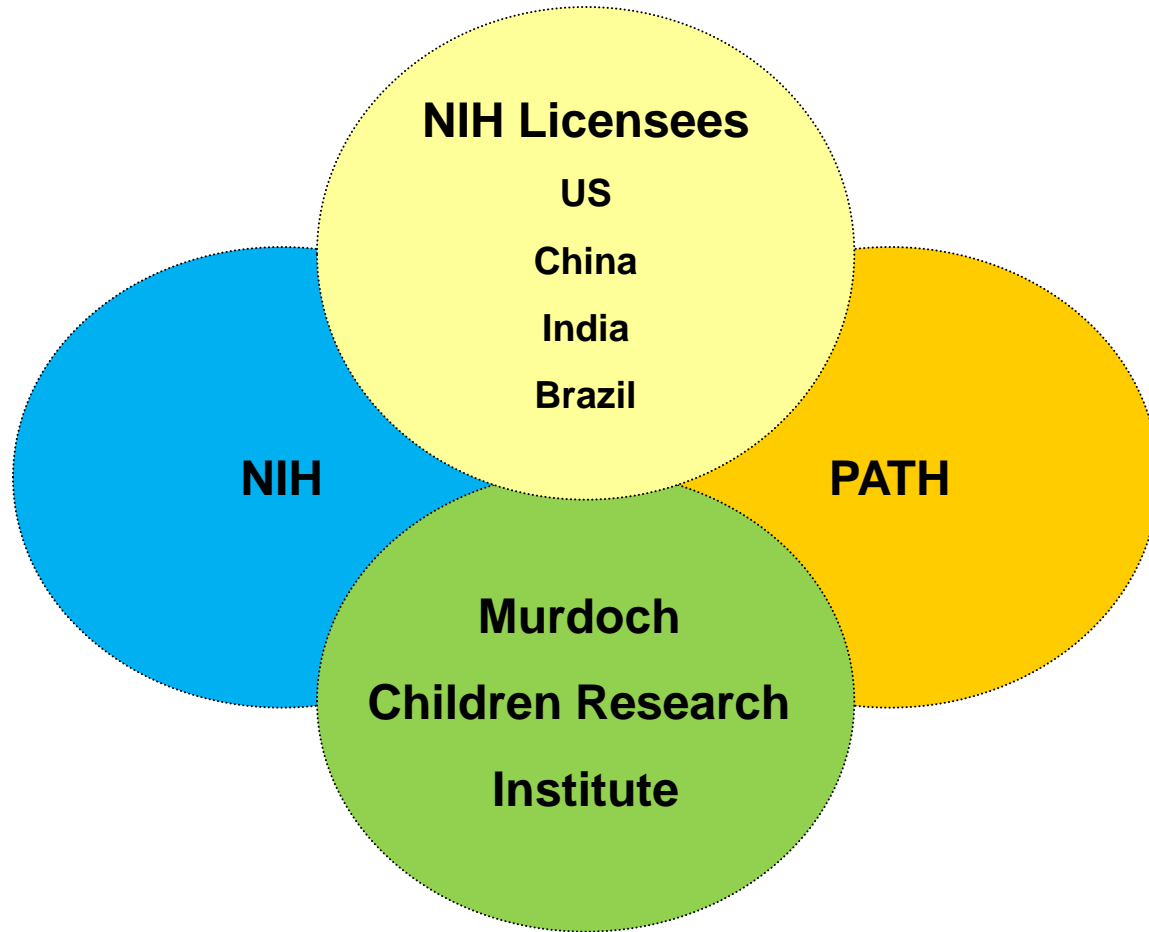 NIH Licensees
US
China
India
Brazil
NIH
PATH
Murdoch
Children Research
Institute